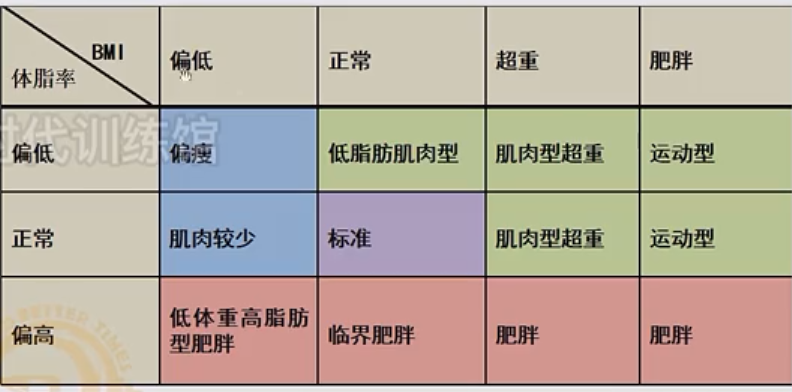 BMI
体脂率
偏低 正常 超重 肥胖
偏低 偏瘦 低脂肪肌肉型 肌肉型超重 运动型
时代训练馆
正常 肌肉较少 标准 肌肉型超重 运动型
偏高 低体重高脂肪型肥胖 临界肥胖 肥胖 肥胖
BETTER TIMES